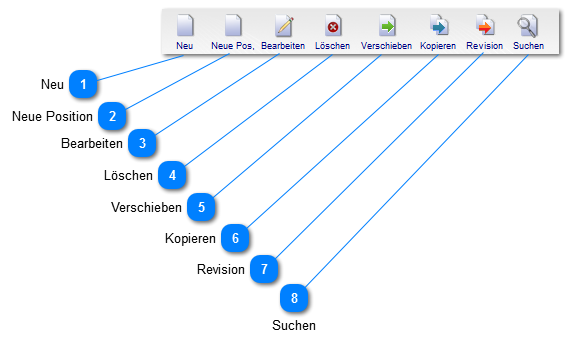 Neu Neue Pos, Bearbeiten Löschen Verschieben Kopieren Revision Suchen
Neu 1
Neue Position 2
Bearbeiten 3
Löschen 4
Verschieben 5
Kopieren 6
Revision 7
8
Suchen